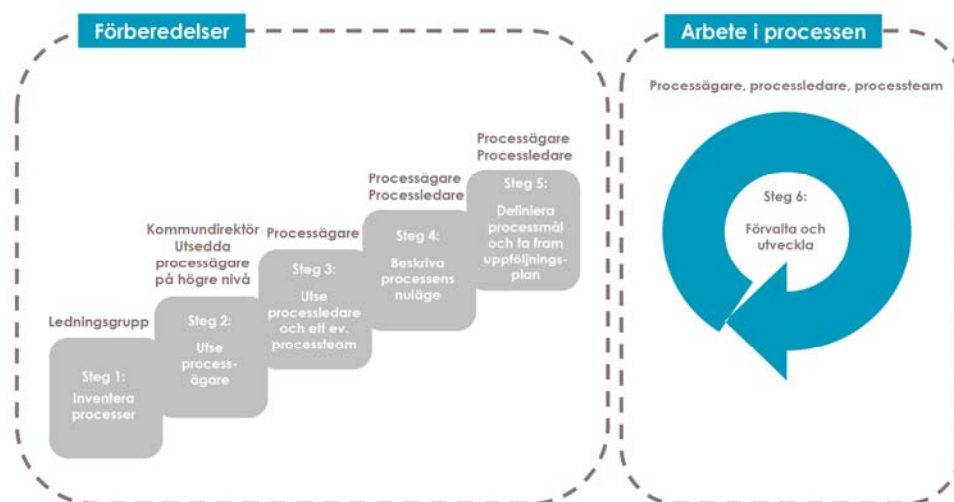 Förberedelser
Ledningsgrupp
Steg 1:
Inventera
processer
Kommundirektör
Utsedda
processägare
på högre nivå
Steg 2:
Utse
process-
ägare
Processägare
Steg 3:
Utse
processledare
och ett ev.
processteam
Processägare
Processledare
Steg 4:
Beskriva
processens
nuläge
Processägare
Processledare
Steg 5:
Definiera
processmål
och ta fram
uppföljnings-
plan
Arbete i processen
Processägare, processledare, processteam
Steg 6:
Förvalta och
utveckla